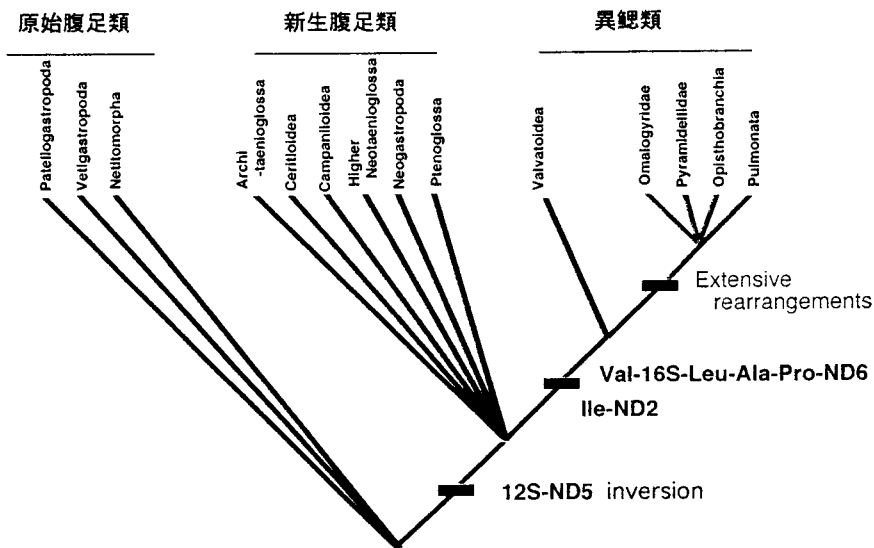 原始腹足類
新生腹足類
異鰓類
Patellogastropoda
Vetigastropoda
Neritomorpha
Archi
-taenioglossa
Ceritioidea
Campaniloidea
Higher
Neotaenioglossa
Neogastropoda
Ptenoglossa
Valvatoidea
Omalogyridae
Pyramidellidae
Opisthobranchia
Pulmonata
Extensive
rearrangements
Val-16S-Leu-Ala-Pro-ND6
Ile-ND2
12S-ND5 inversion